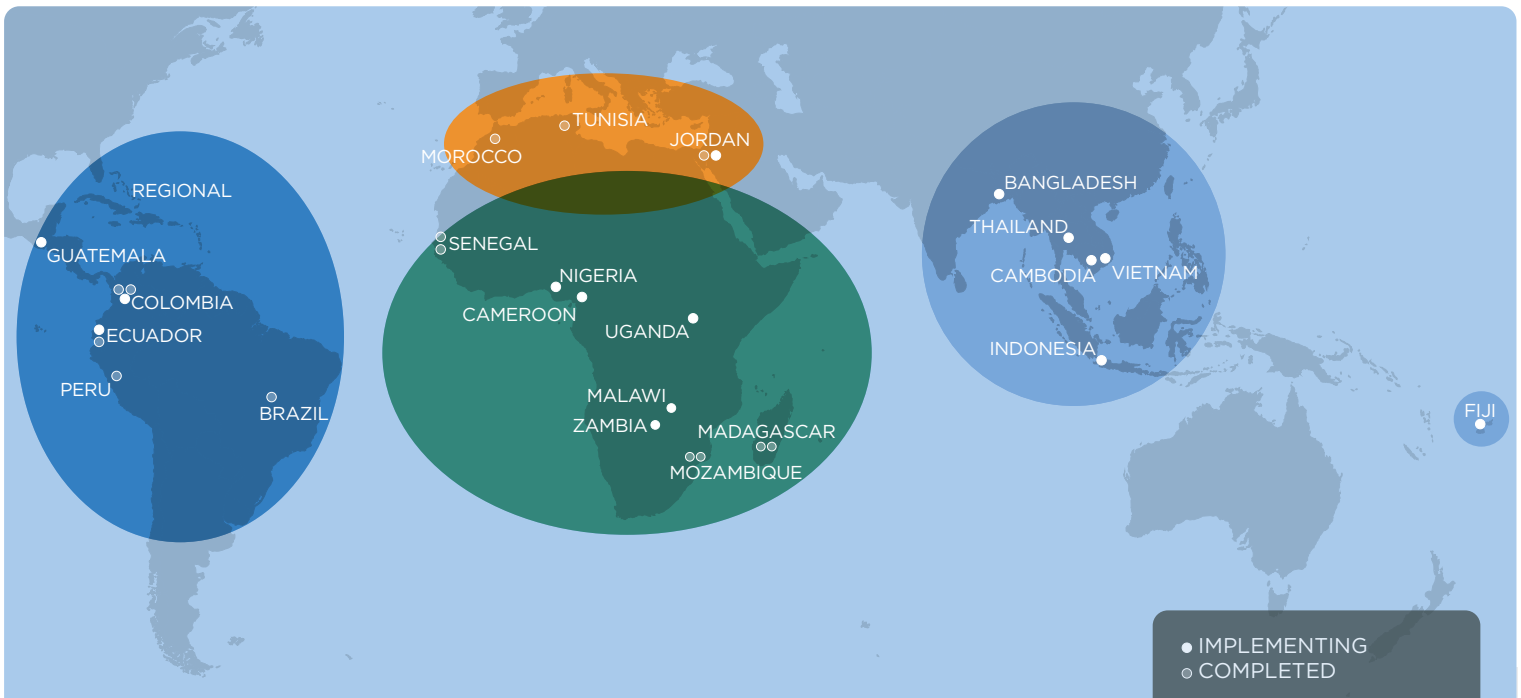 REGIONAL
GUATEMALA
COLOMBIA
ECUADOR
PERU
BRAZIL
TUNISIA
MOROCCO
JORDAN
SENEGAL
NIGERIA
CAMEROON
UGANDA
MALAWI
ZAMBIA
MADAGASCAR
MOZAMBIQUE
BANGLADESH
THAILAND
CAMBODIA
VIETNAM
INDONESIA
FIJI
IMPLEMENTING
COMPLETED